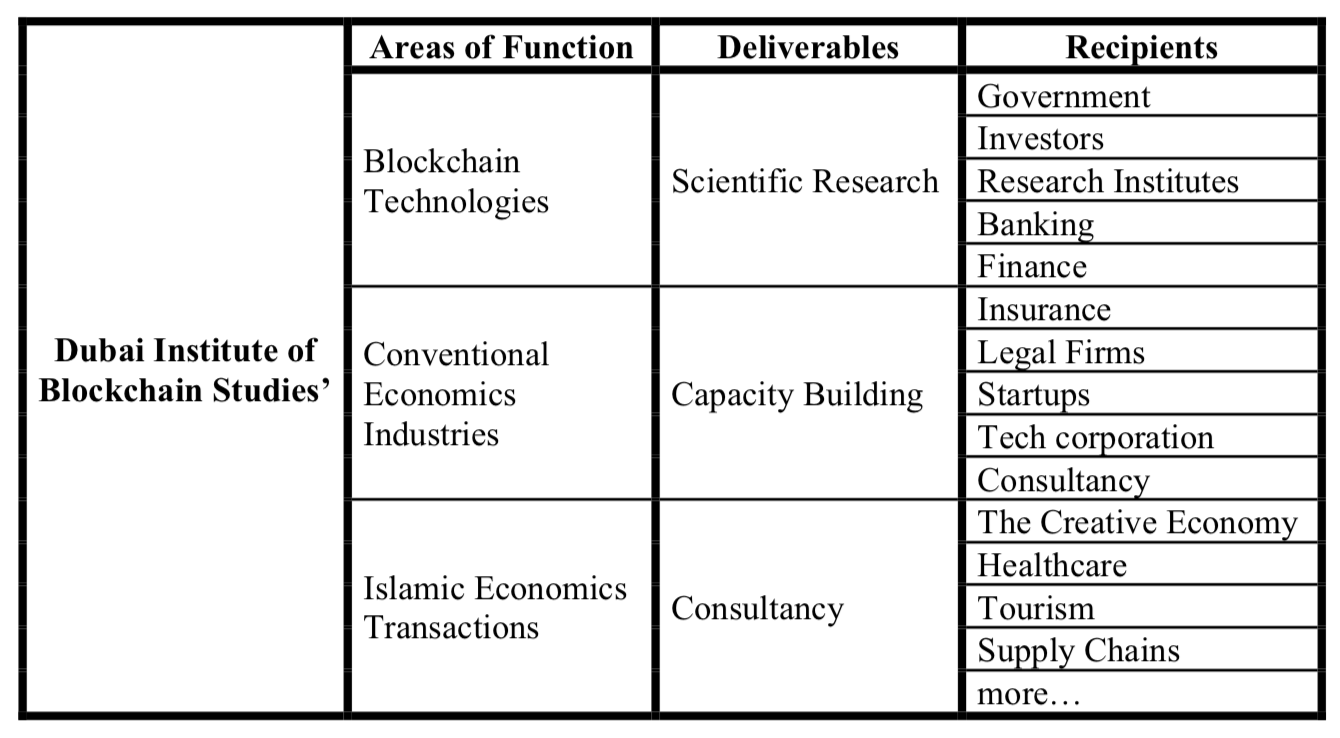 Areas of Function
Deliverables
Recipients
Dubai Institute of
Blockchain Studies’
Blockchain
Technologies
Scientific Research
Government
Investors
Research Institutes
Banking
Finance
Conventional
Economics
Industries
Capacity Building
Insurance
Legal Firms
Startups
Tech corporation
Consultancy
Islamic Economics
Transactions
Consultancy
The Creative Economy
Healthcare
Tourism
Supply Chains
more…